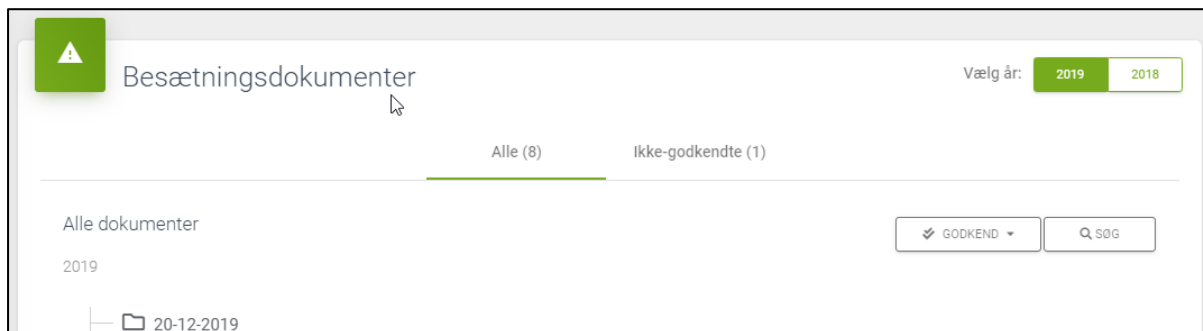 Besætningsdokumenter
Vælg år: 2019 2018
Alle (8) Ikke-godkendte (1)
Alle dokumenter
GODKEND SØG
2019
20-12-2019